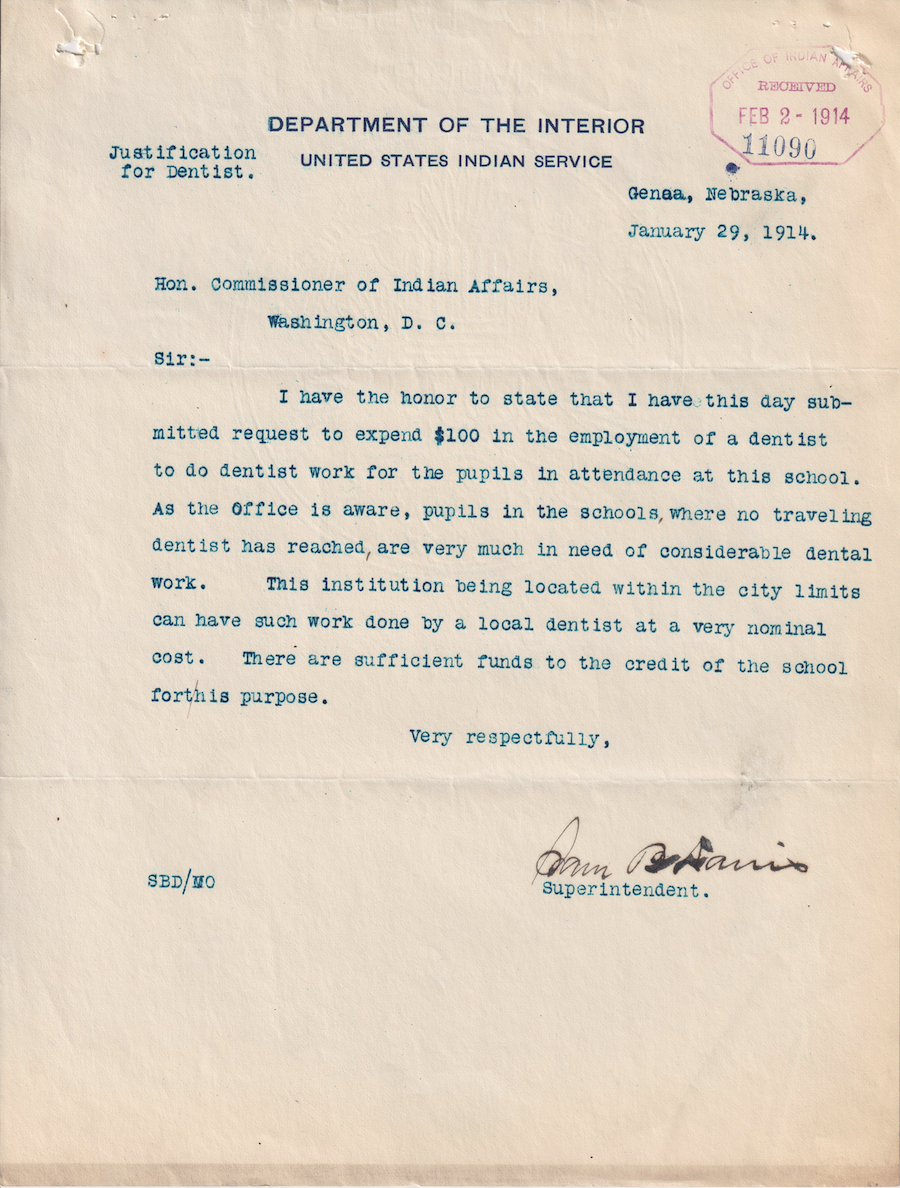 OFFICE OF INDIAN AFFAIRS
RECEIVED
FEB 2 - 1914
11090
DEPARTMENT OF THE INTERIOR
UNITED STATES INDIAN SERVICE
Justification
for Dentist.
Genaa, Nebraska,
January 29, 1914.
Hon. Commissioner of Indian Affairs,
Washington, D. C.
Sir:-
I have the honor to state that I have this day sub-
mitted request to expend $100 in the employment of a dentist
to do dentist work for the pupils in attendance at this school.
As the Office is aware, pupils in the schools, where no traveling
dentist has reached, are very much in need of considerable dental
work. This institution being located within the city limits
can have such work done by a local dentist at a very nominal
cost. There are sufficient funds to the credit of the school
for/this purpose.
Very respectfully,
Sam B Davis
Superintendent.
SBD/MO